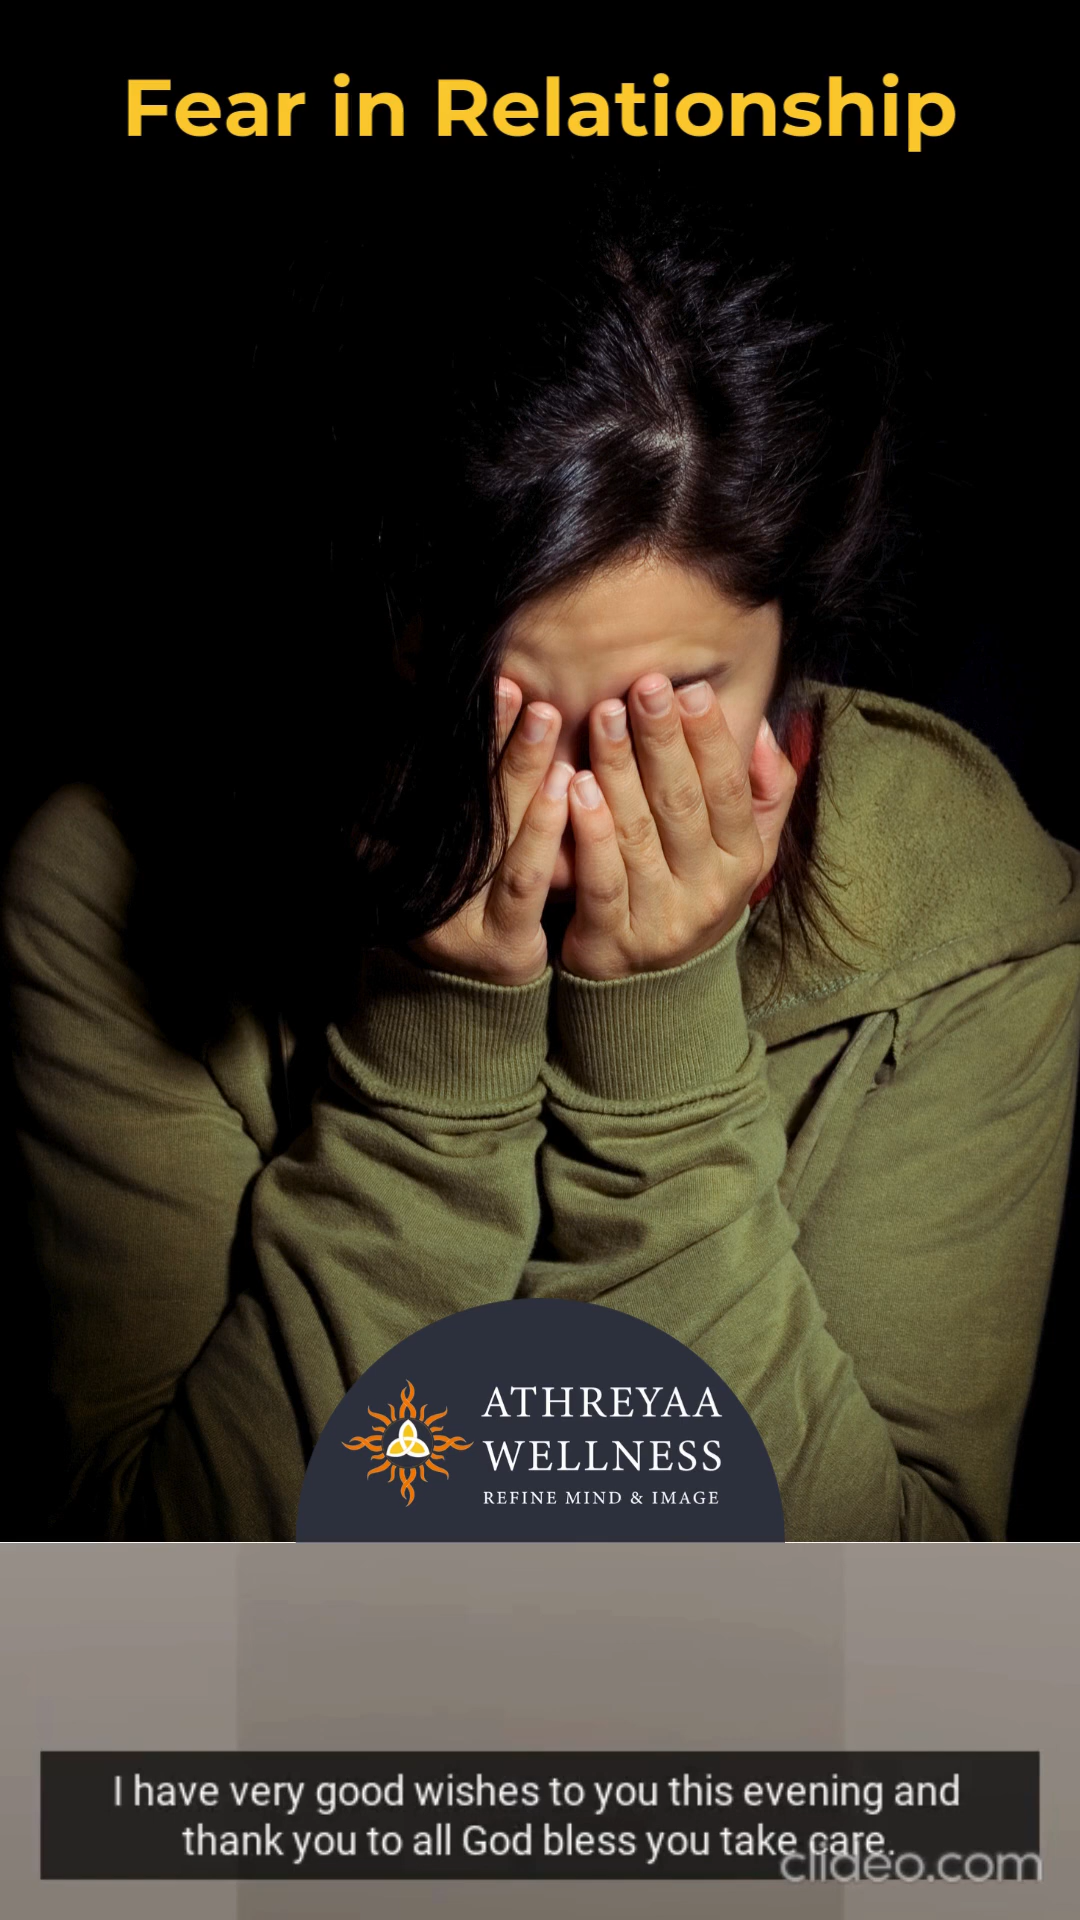 Fear in Relationship
ATHREYAA
WELLNESS
REFINE MIND & IMAGE
I have very good wishes to you this evening and
thank you to all God bless you take care.
clideo.com